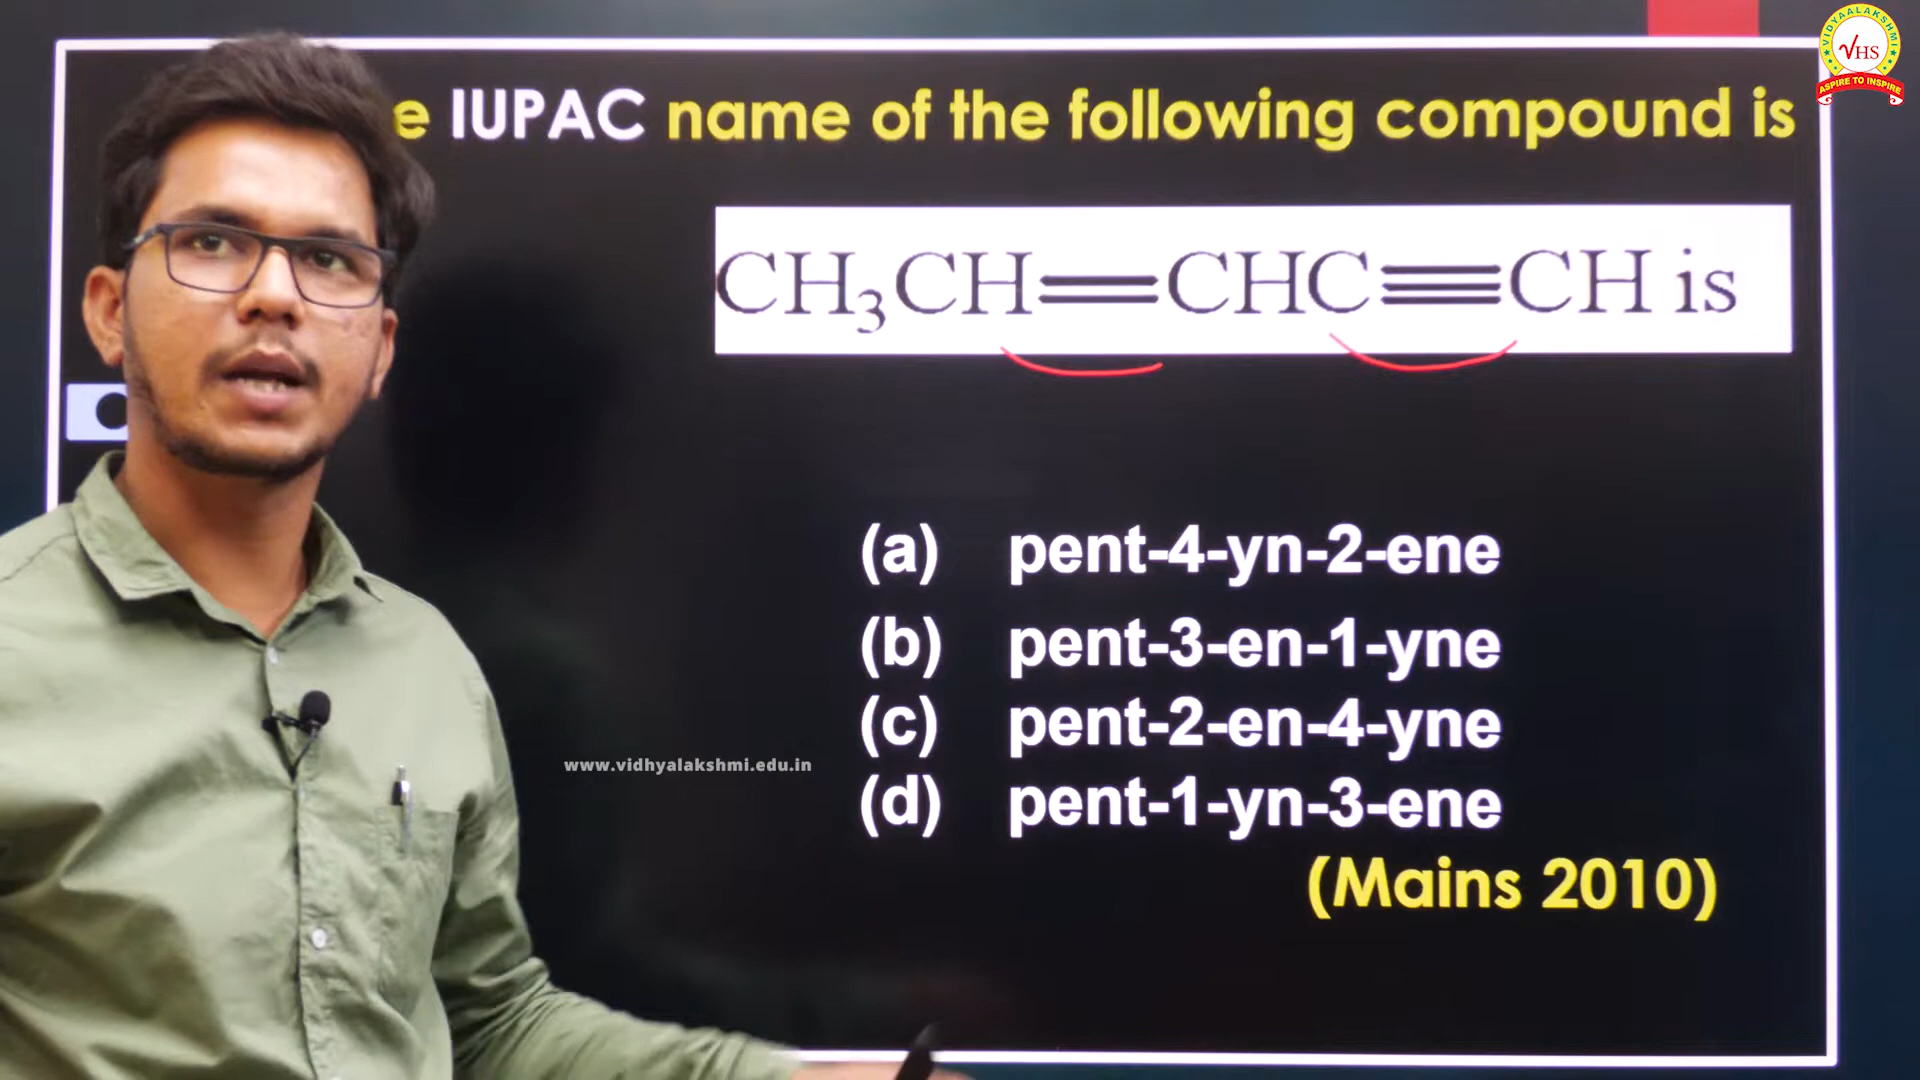 e IUPAC name of the following compound is
CH₃CH=CHC≡CH is
(a) pent-4-yn-2-ene
(b) pent-3-en-1-yne
(c) pent-2-en-4-yne
(d) pent-1-yn-3-ene
(Mains 2010)
www.vidhyalakshmi.edu.in
VIDYAALAKSHMI
VHS
ASPIRE TO INSPIRE